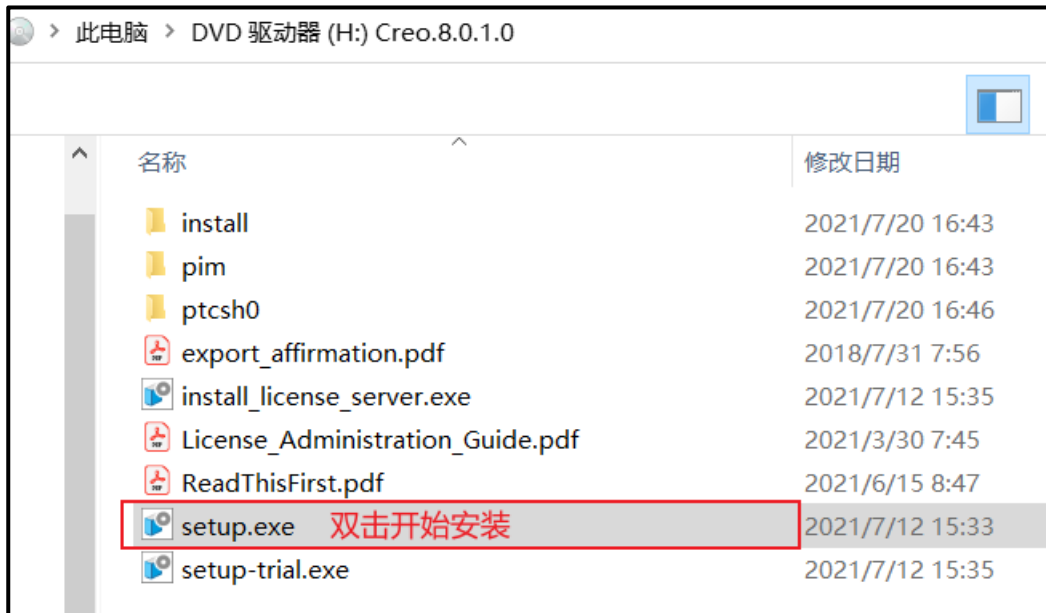 此电脑 > DVD 驱动器 (H:) Creo.8.0.1.0
名称 修改日期
install 2021/7/20 16:43
pim 2021/7/20 16:43
ptcsh0 2021/7/20 16:46
export_affirmation.pdf 2018/7/31 7:56
install_license_server.exe 2021/7/12 15:35
License_Administration_Guide.pdf 2021/3/30 7:45
ReadThisFirst.pdf 2021/6/15 8:47
setup.exe 双击开始安装 2021/7/12 15:33
setup-trial.exe 2021/7/12 15:35